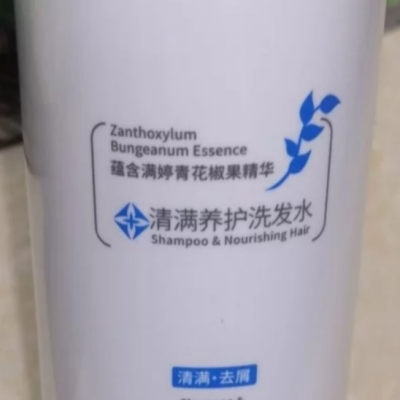 Zanthoxylum
Bungeanum Essence
蕴含满婷青花椒果精华
清满养护洗发水
Shampoo & Nourishing Hair
清满·去屑